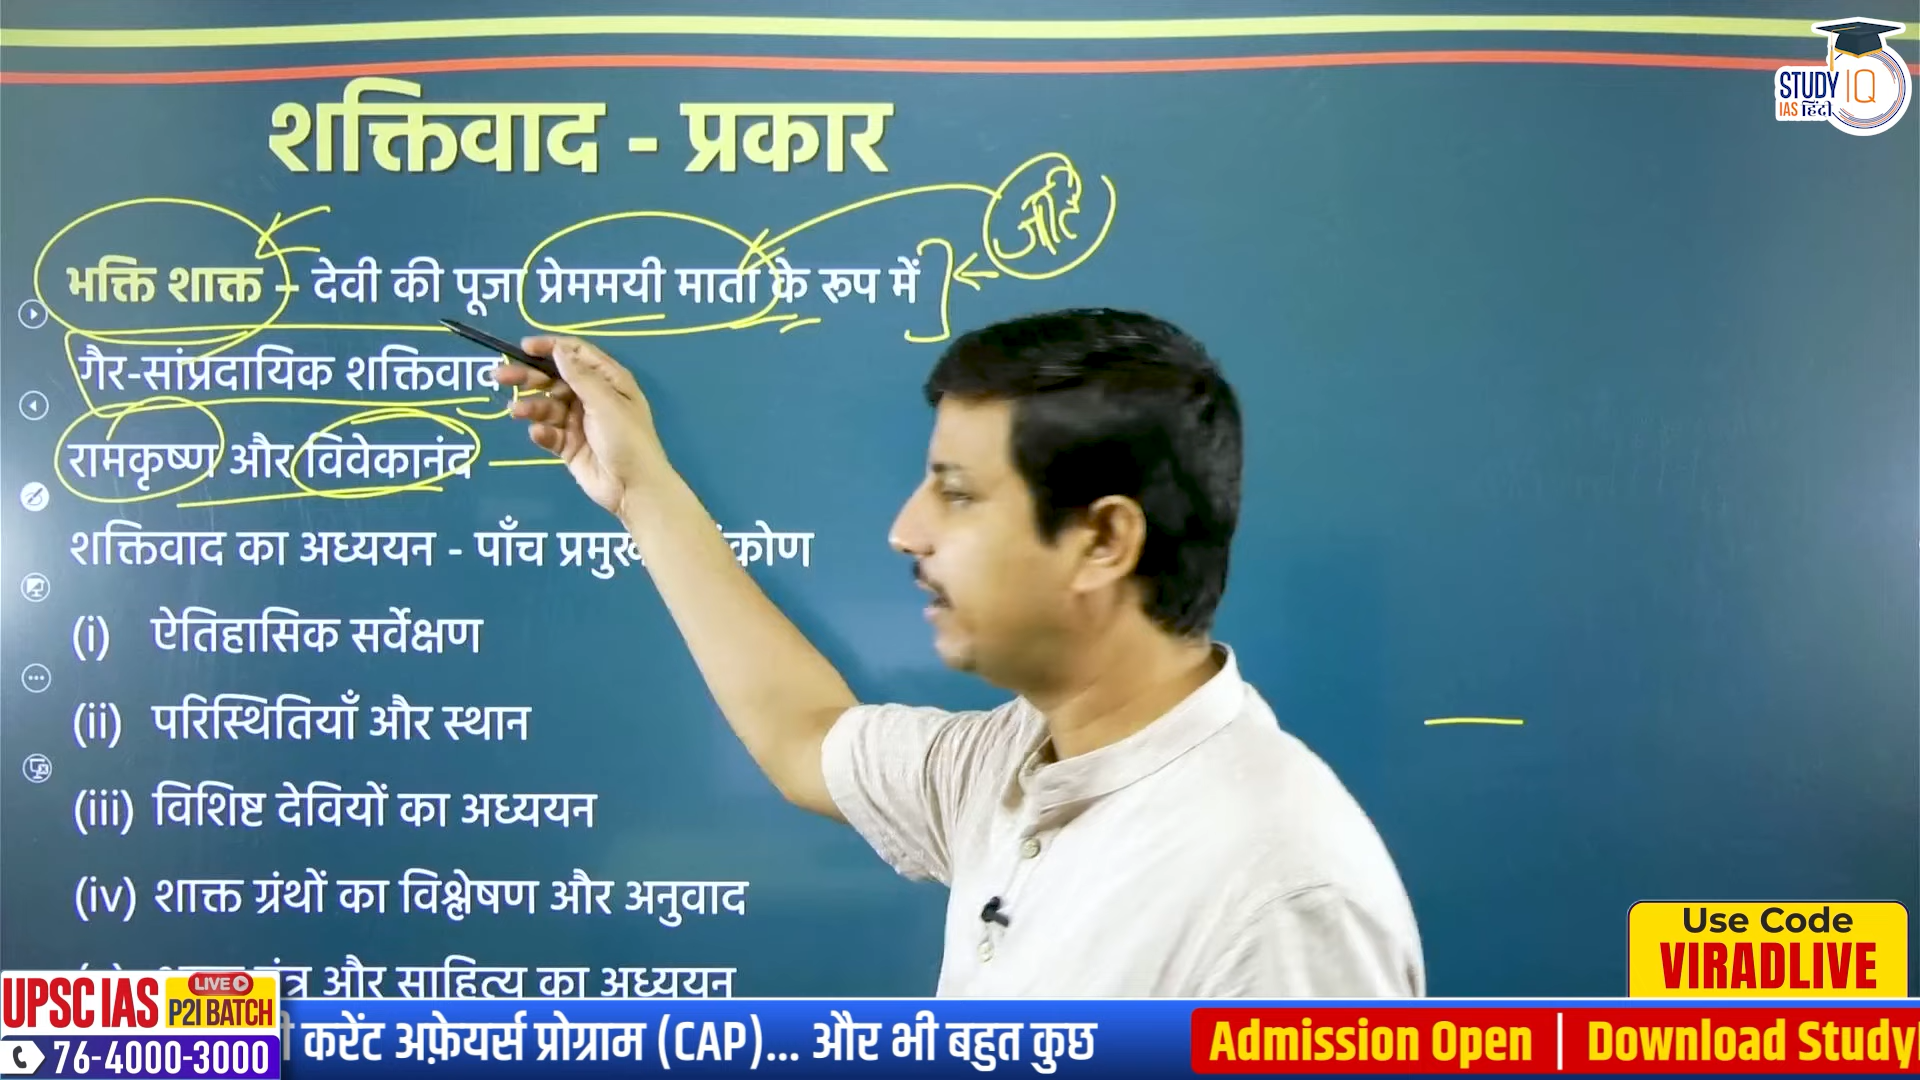 STUDY IQ
IAS हिंदी
शक्तिवाद - प्रकार
जाति
भक्ति शाक्त – देवी की पूजा प्रेममयी माता के रूप में
गैर-सांप्रदायिक शक्तिवाद
रामकृष्ण और विवेकानंद
शक्तिवाद का अध्ययन - पाँच प्रमुख
(i) ऐतिहासिक सर्वेक्षण
(ii) परिस्थितियाँ और स्थान
(iii) विशिष्ट देवियों का अध्ययन
(iv) शाक्त ग्रंथों का विश्लेषण और अनुवाद
और साहित्य का अध्ययन
Use Code
VIRADLIVE
UPSC IAS LIVE P2I BATCH
76-4000-3000
करेंट अफ़ेयर्स प्रोग्राम (CAP)... और भी बहुत कुछ
Admission Open | Download Study